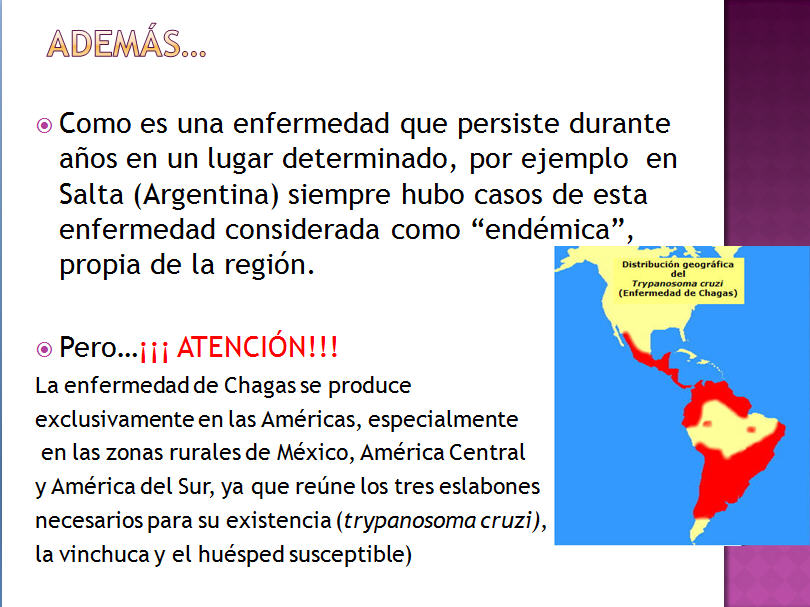 ADEMÁS…
Como es una enfermedad que persiste durante
años en un lugar determinado, por ejemplo en
Salta (Argentina) siempre hubo casos de esta
enfermedad considerada como “endémica”,
propia de la región.
Distribución geográfica
del
Trypanosoma cruzi
(Enfermedad de Chagas)
Pero…¡¡¡ ATENCIÓN!!!
La enfermedad de Chagas se produce
exclusivamente en las Américas, especialmente
en las zonas rurales de México, América Central
y América del Sur, ya que reúne los tres eslabones
necesarios para su existencia (trypanosoma cruzi),
la vinchuca y el huésped susceptible)